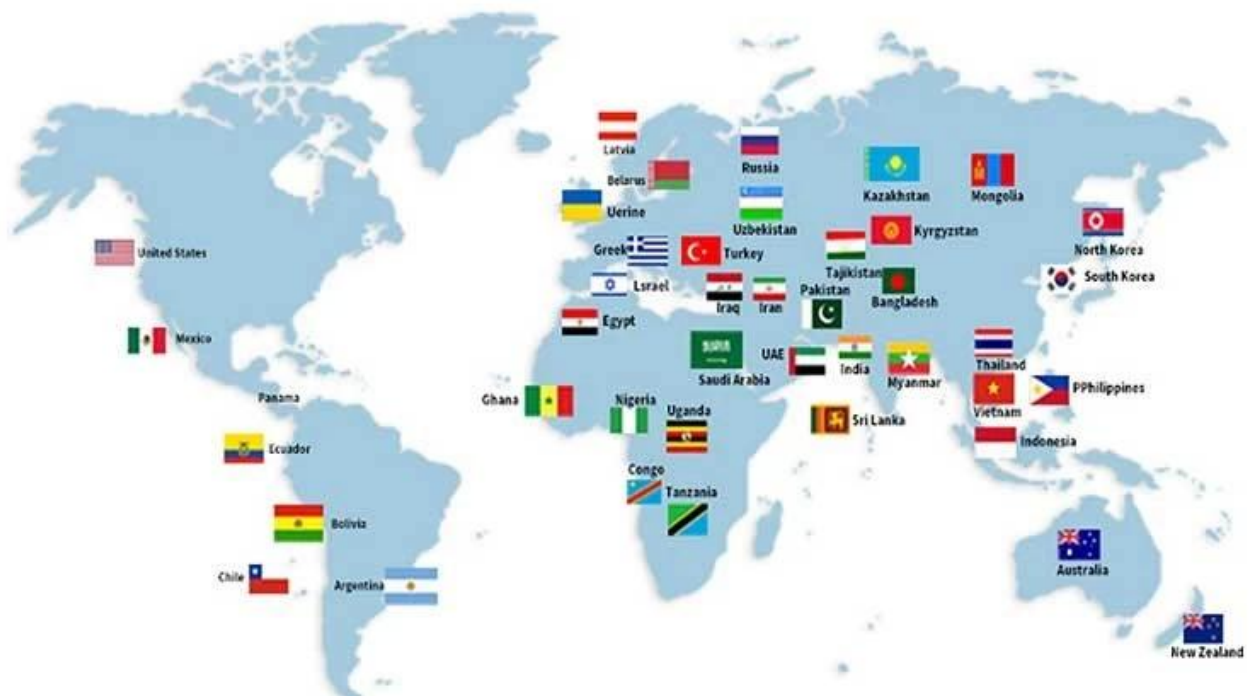 Latvia
Russia
Belarus
Kazakhstan
Mongolia
Uerine
Uzbekistan
Kyrgyzstan
North Korea
United States
Greek
Turkey
Tajikistan
South Korea
Lsrael
Iraq
Iran
Pakistan
Bangladesh
Egypt
Mexico
Saudi Arabia
UAE
India
Myanmar
Thailand
Panama
Ghana
Nigeria
Uganda
Vietnam
PPhilippines
Sri Lanka
Ecuador
Indonesia
Congo
Tanzania
Bolivia
Chile
Argentina
Australia
New Zealand